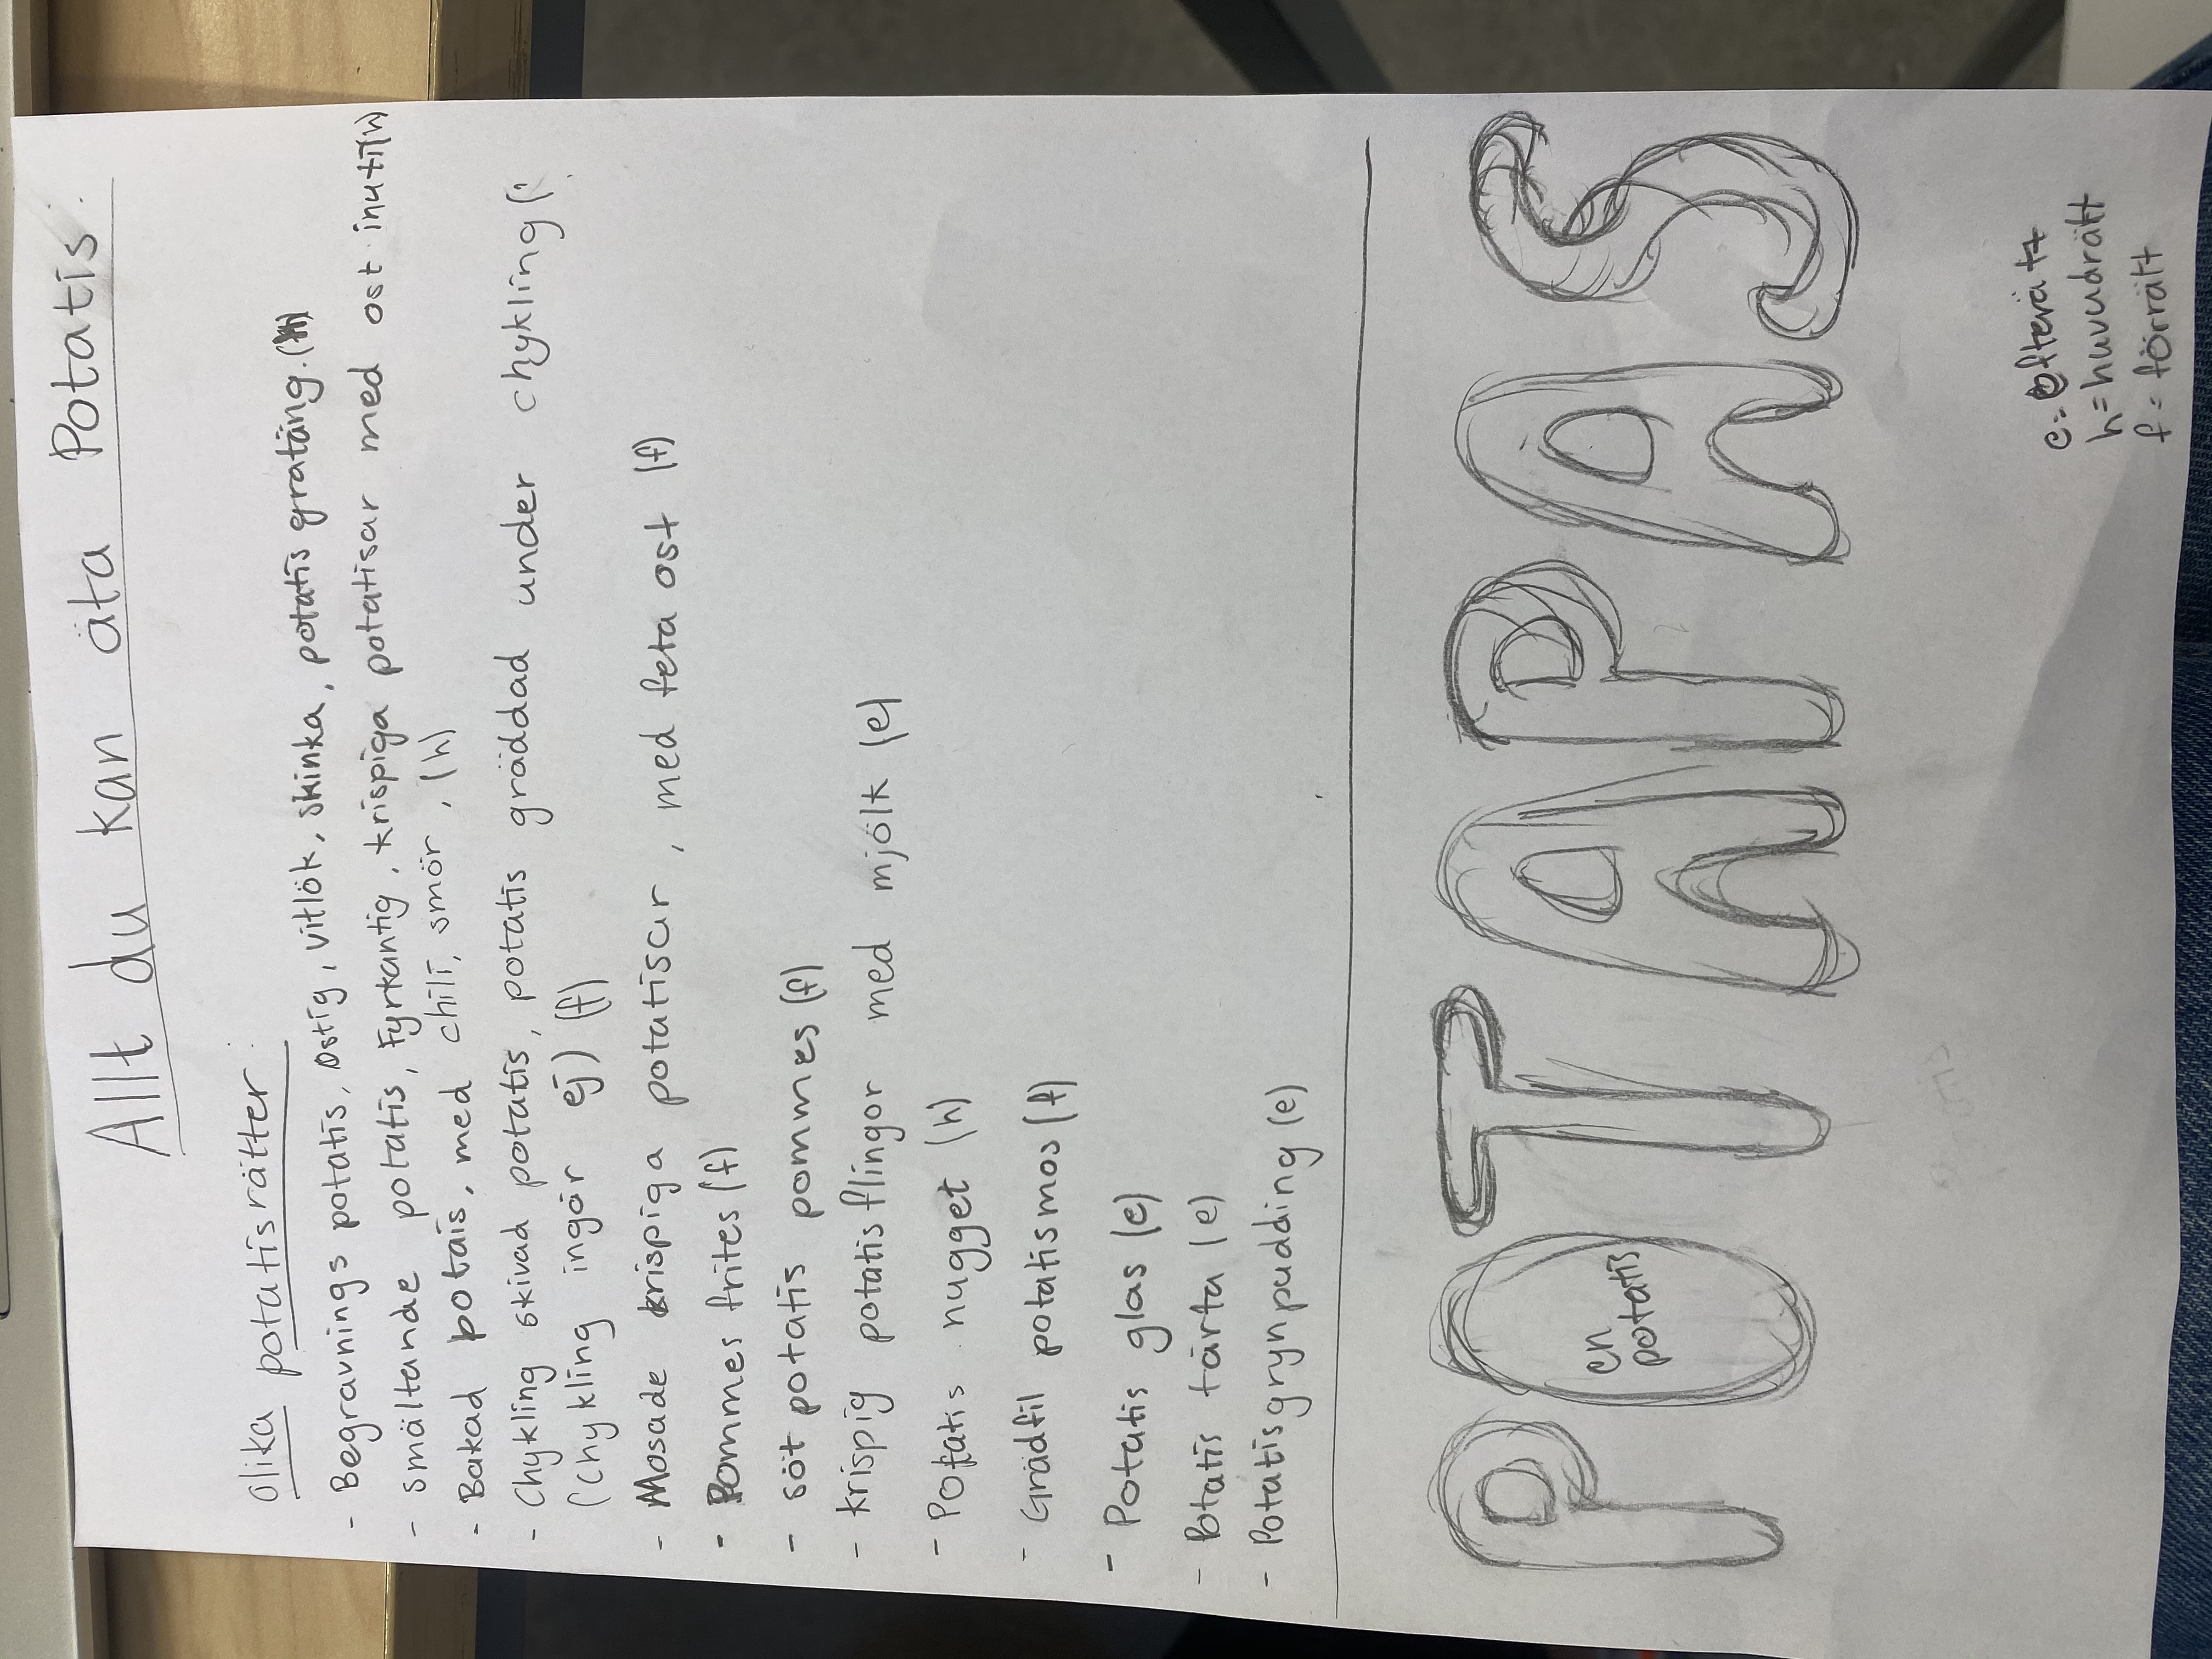 Allt du kan äta Potatis
olika potatisrätter:
- Begravnings potatis, Ostig, vitlök, skinka, potatis gratäng. (h)
- smältande potatis, Fyrkantig, krispiga potatisar med ost inuti (h)
- Bakad potais, med chili, smör, (h)
- Chykling skivad potatis, potatis gräddad under chykling
(Chykling ingår ej) (f)
- Mosade krispiga potatisar, med feta ost (f)
- Pommes frites (f)
- söt potatis pommes (f)
- krispig potatisflingor med mjölk (e)
- Potatis nugget (h)
- Grädfil potatismos (f)
- Potatis glas (e)
- Potatis tårta (e)
- Potatisgrynpudding (e)
POTAPAS
en
potatis
e= efterätt
h= huvudrätt
f= förrätt